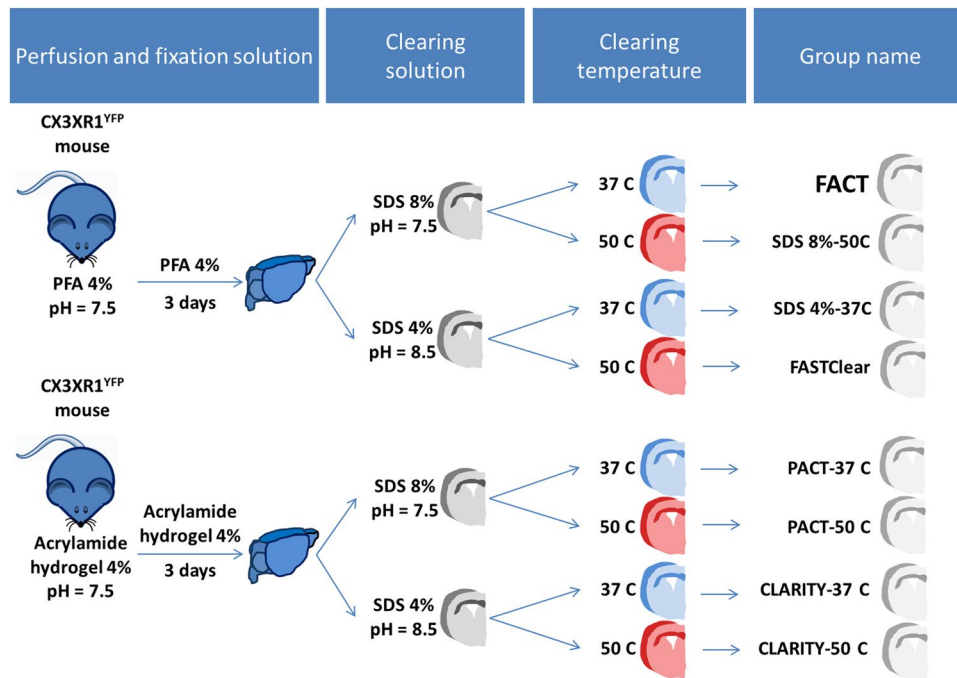 Perfusion and fixation solution
Clearing
solution
Clearing
temperature
Group name
CX3XR1^YFP
mouse
PFA 4%
pH = 7.5
PFA 4%
3 days
SDS 8%
pH = 7.5
37 C
FACT
50 C
SDS 8%-50C
SDS 4%
pH = 8.5
37 C
SDS 4%-37C
50 C
FASTClear
CX3XR1^YFP
mouse
Acrylamide
hydrogel 4%
pH = 7.5
Acrylamide
hydrogel 4%
3 days
SDS 8%
pH = 7.5
37 C
PACT-37 C
50 C
PACT-50 C
SDS 4%
pH = 8.5
37 C
CLARITY-37 C
50 C
CLARITY-50 C